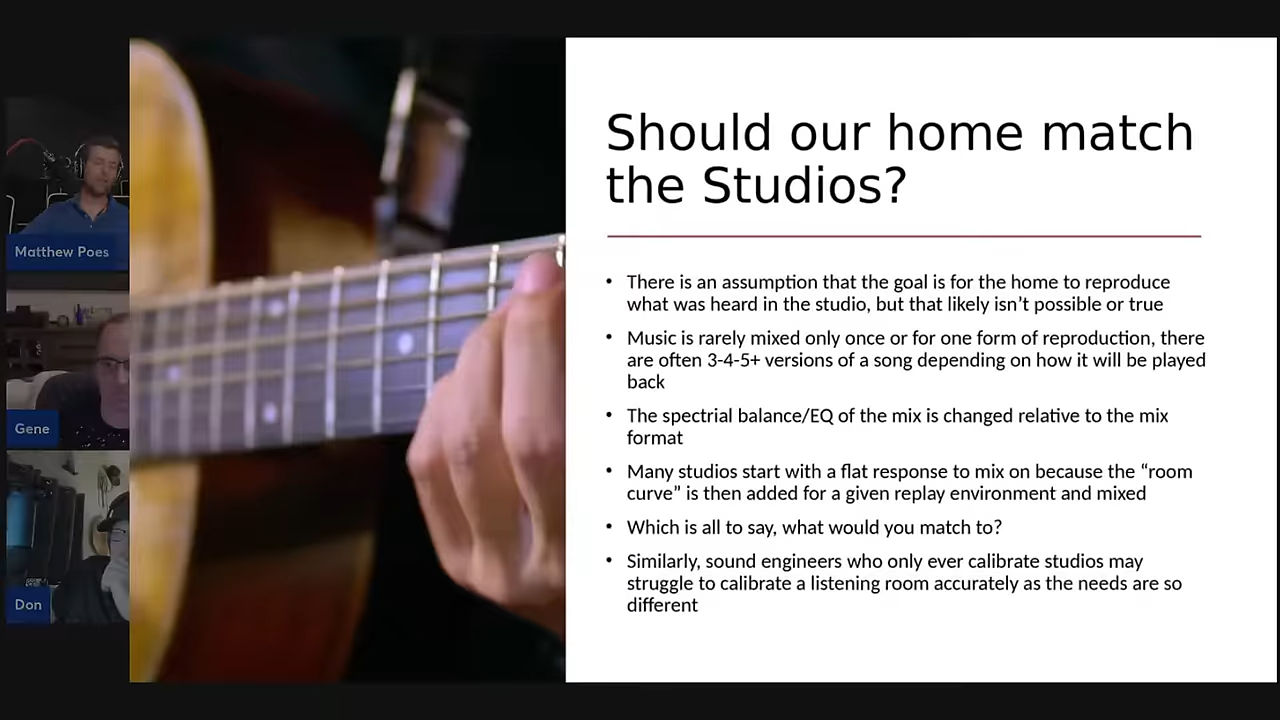 Matthew Poes
Gene
Don
Should our home match
the Studios?
• There is an assumption that the goal is for the home to reproduce
what was heard in the studio, but that likely isn’t possible or true
• Music is rarely mixed only once or for one form of reproduction, there
are often 3-4-5+ versions of a song depending on how it will be played
back
• The spectrial balance/EQ of the mix is changed relative to the mix
format
• Many studios start with a flat response to mix on because the “room
curve” is then added for a given replay environment and mixed
• Which is all to say, what would you match to?
• Similarly, sound engineers who only ever calibrate studios may
struggle to calibrate a listening room accurately as the needs are so
different